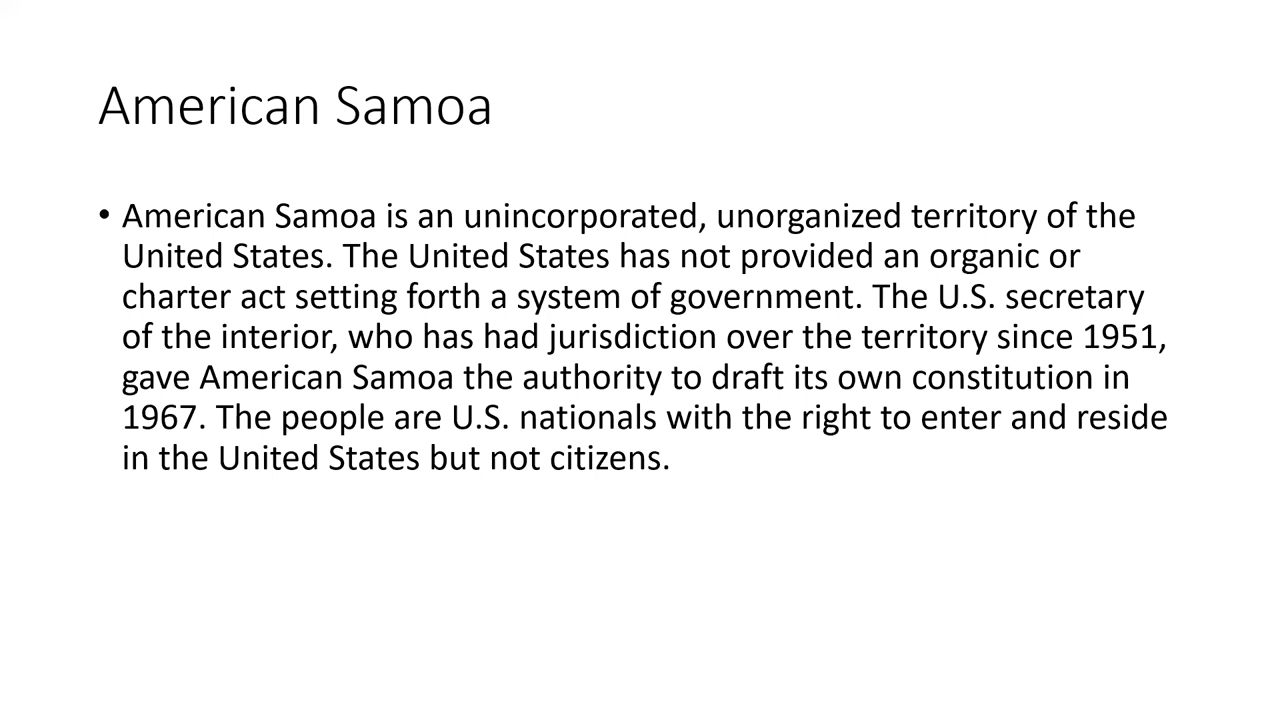 American Samoa
• American Samoa is an unincorporated, unorganized territory of the
United States. The United States has not provided an organic or
charter act setting forth a system of government. The U.S. secretary
of the interior, who has had jurisdiction over the territory since 1951,
gave American Samoa the authority to draft its own constitution in
1967. The people are U.S. nationals with the right to enter and reside
in the United States but not citizens.